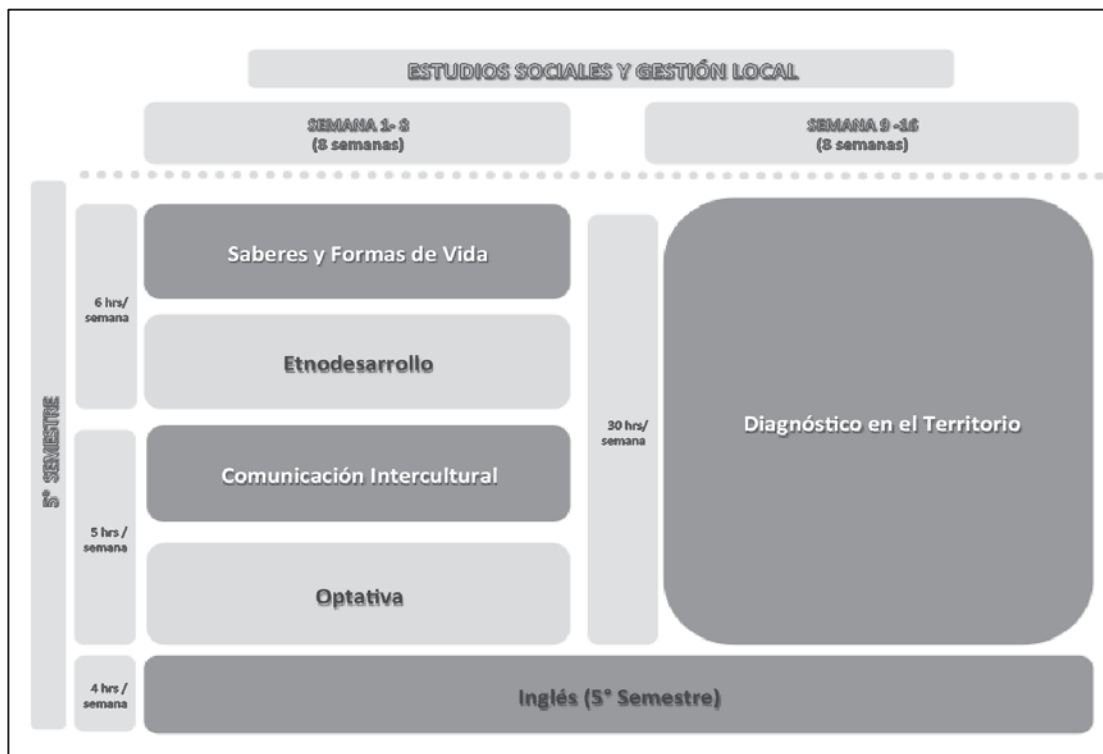 ESTUDIOS SOCIALES Y GESTIÓN LOCAL
SEMANA 1- 8
(8 semanas)
SEMANA 9 -16
(8 semanas)
5° SEMESTRE
6 hrs/
semana
Saberes y Formas de Vida
Etnodesarrollo
5 hrs /
semana
Comunicación Intercultural
Optativa
30 hrs/
semana
Diagnóstico en el Territorio
4 hrs /
semana
Inglés (5° Semestre)